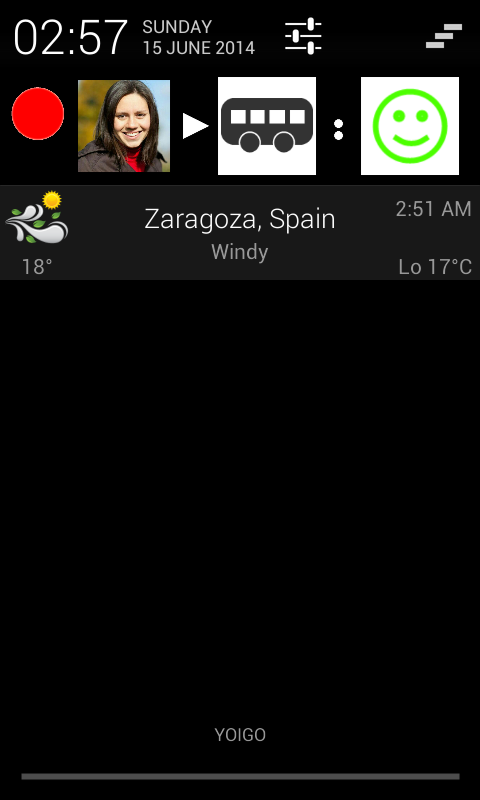 02:57
SUNDAY
15 JUNE 2014
2:51 AM
Zaragoza, Spain
Windy
18°
Lo 17°C
YOIGO